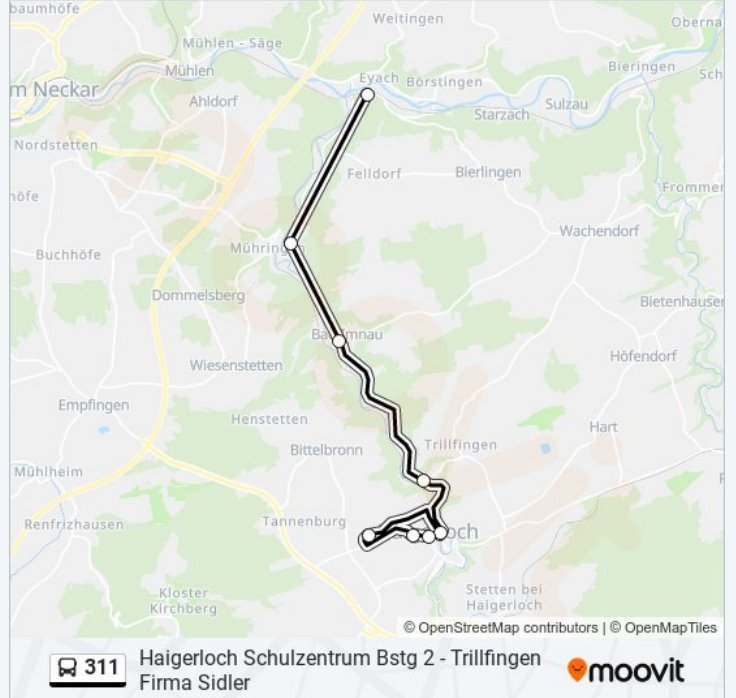 baumhöfe
Weitingen
Oberna
Mühlen - Säge
Mühlen
Eyach
Börstingen
Bieringen
Sch
m Neckar
Ahldorf
Sulzau
Starzach
Nordstetten
Felldorf
Bierlingen
Frommen
höfe
Mühringen
Wachendorf
Buchhöfe
Dommelsberg
Bietenhausen
Ba Imnau
Höfendorf
Wiesenstetten
Empfingen
Henstetten
Hart
Trillfingen
Bittelbronn
Mühlheim
Renfrizhausen
Tannenburg
och
Kloster
Kirchberg
Stetten bei
Haigerloch
© OpenStreetMap contributors | © OpenMapTiles
311
Haigerloch Schulzentrum Bstg 2 - Trillfingen
Firma Sidler
moovit